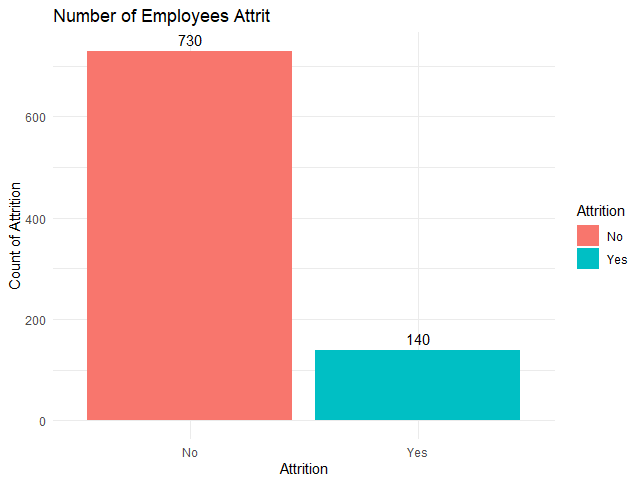 Number of Employees Attrit
730
140
600
400
200
0
Count of Attrition
No
Yes
Attrition
Attrition
No
Yes